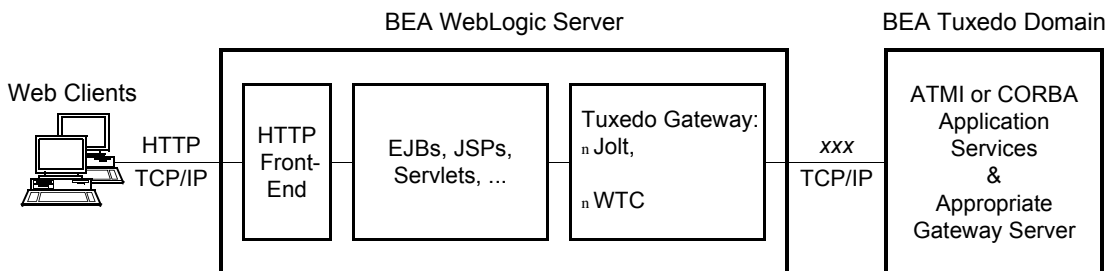 BEA WebLogic Server
BEA Tuxedo Domain
Web Clients
HTTP
TCP/IP
HTTP
Front-
End
EJBs, JSPs,
Servlets, ...
Tuxedo Gateway:
n Jolt,
n WTC
xxx
TCP/IP
ATMI or CORBA
Application
Services
&
Appropriate
Gateway Server